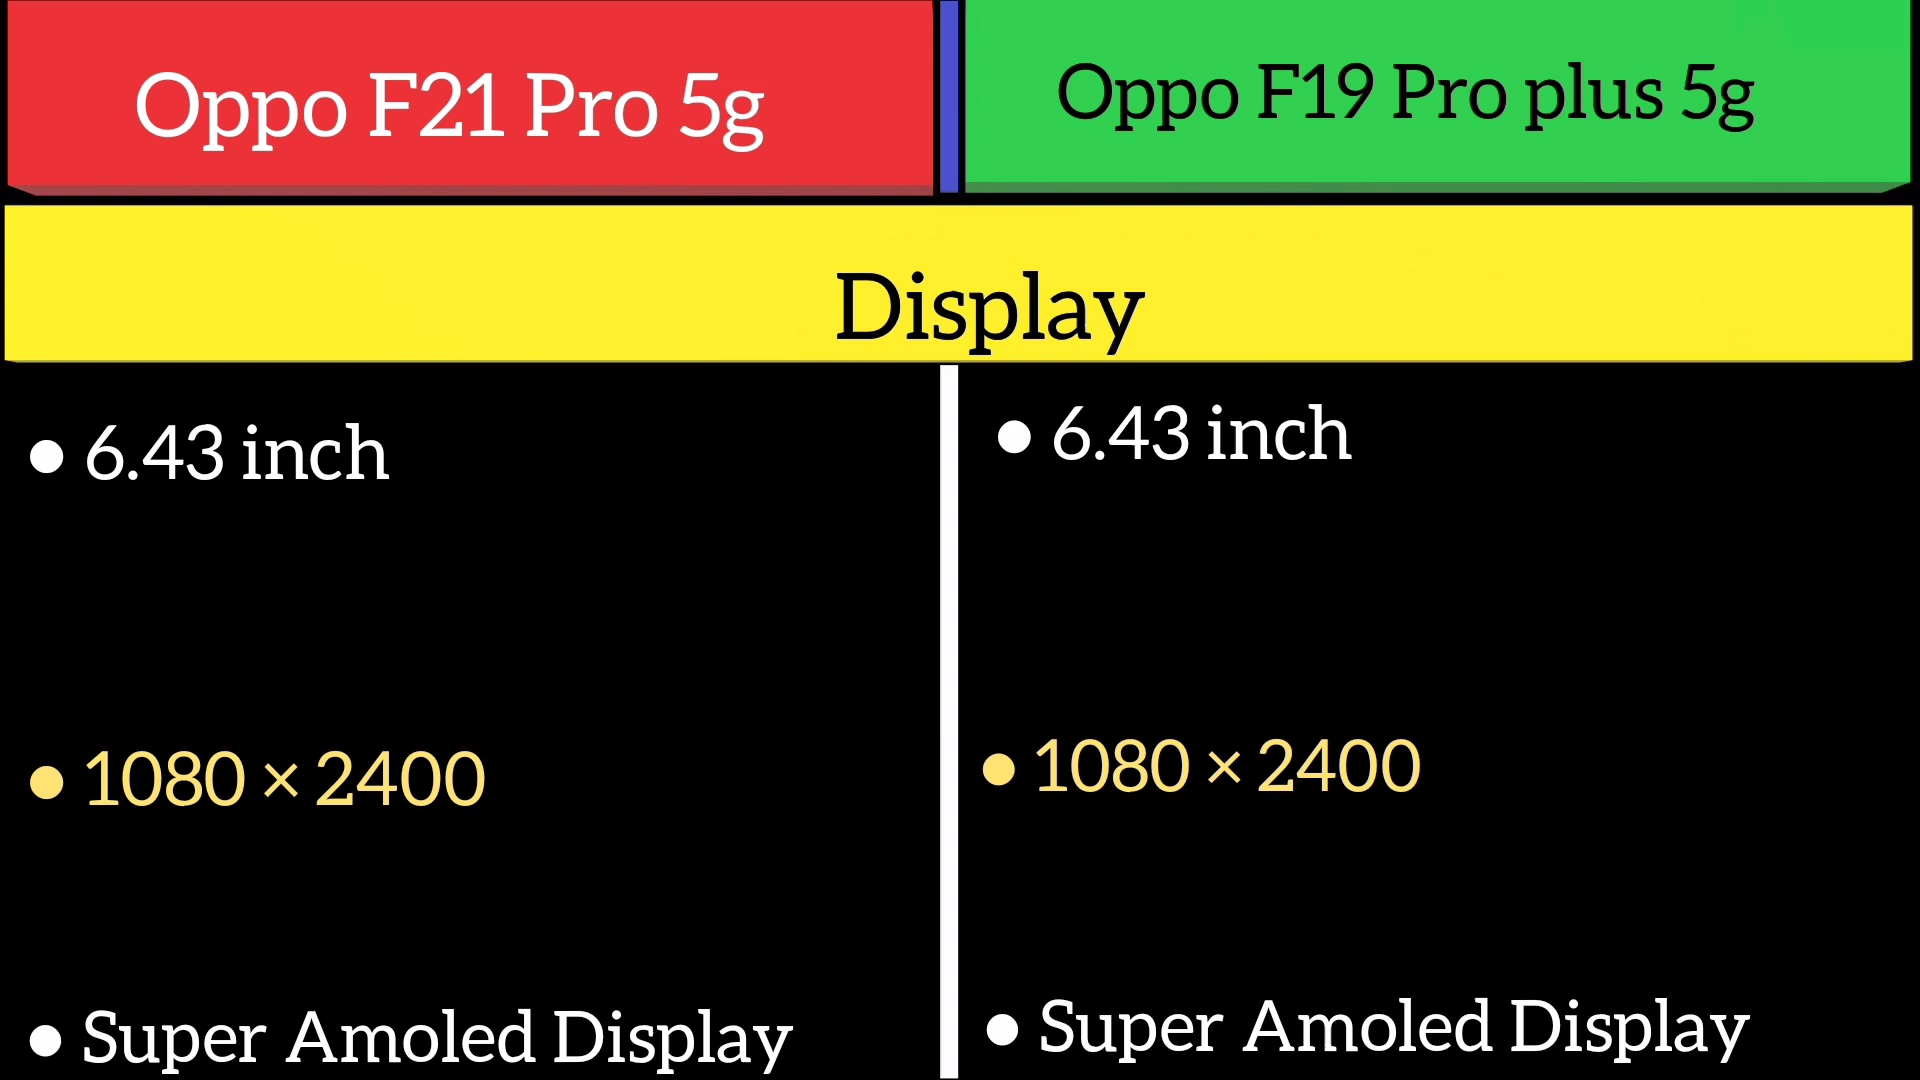 Oppo F21 Pro 5g
Oppo F19 Pro plus 5g
Display
● 6.43 inch
● 6.43 inch
● 1080 × 2400
● 1080 × 2400
● Super Amoled Display
● Super Amoled Display